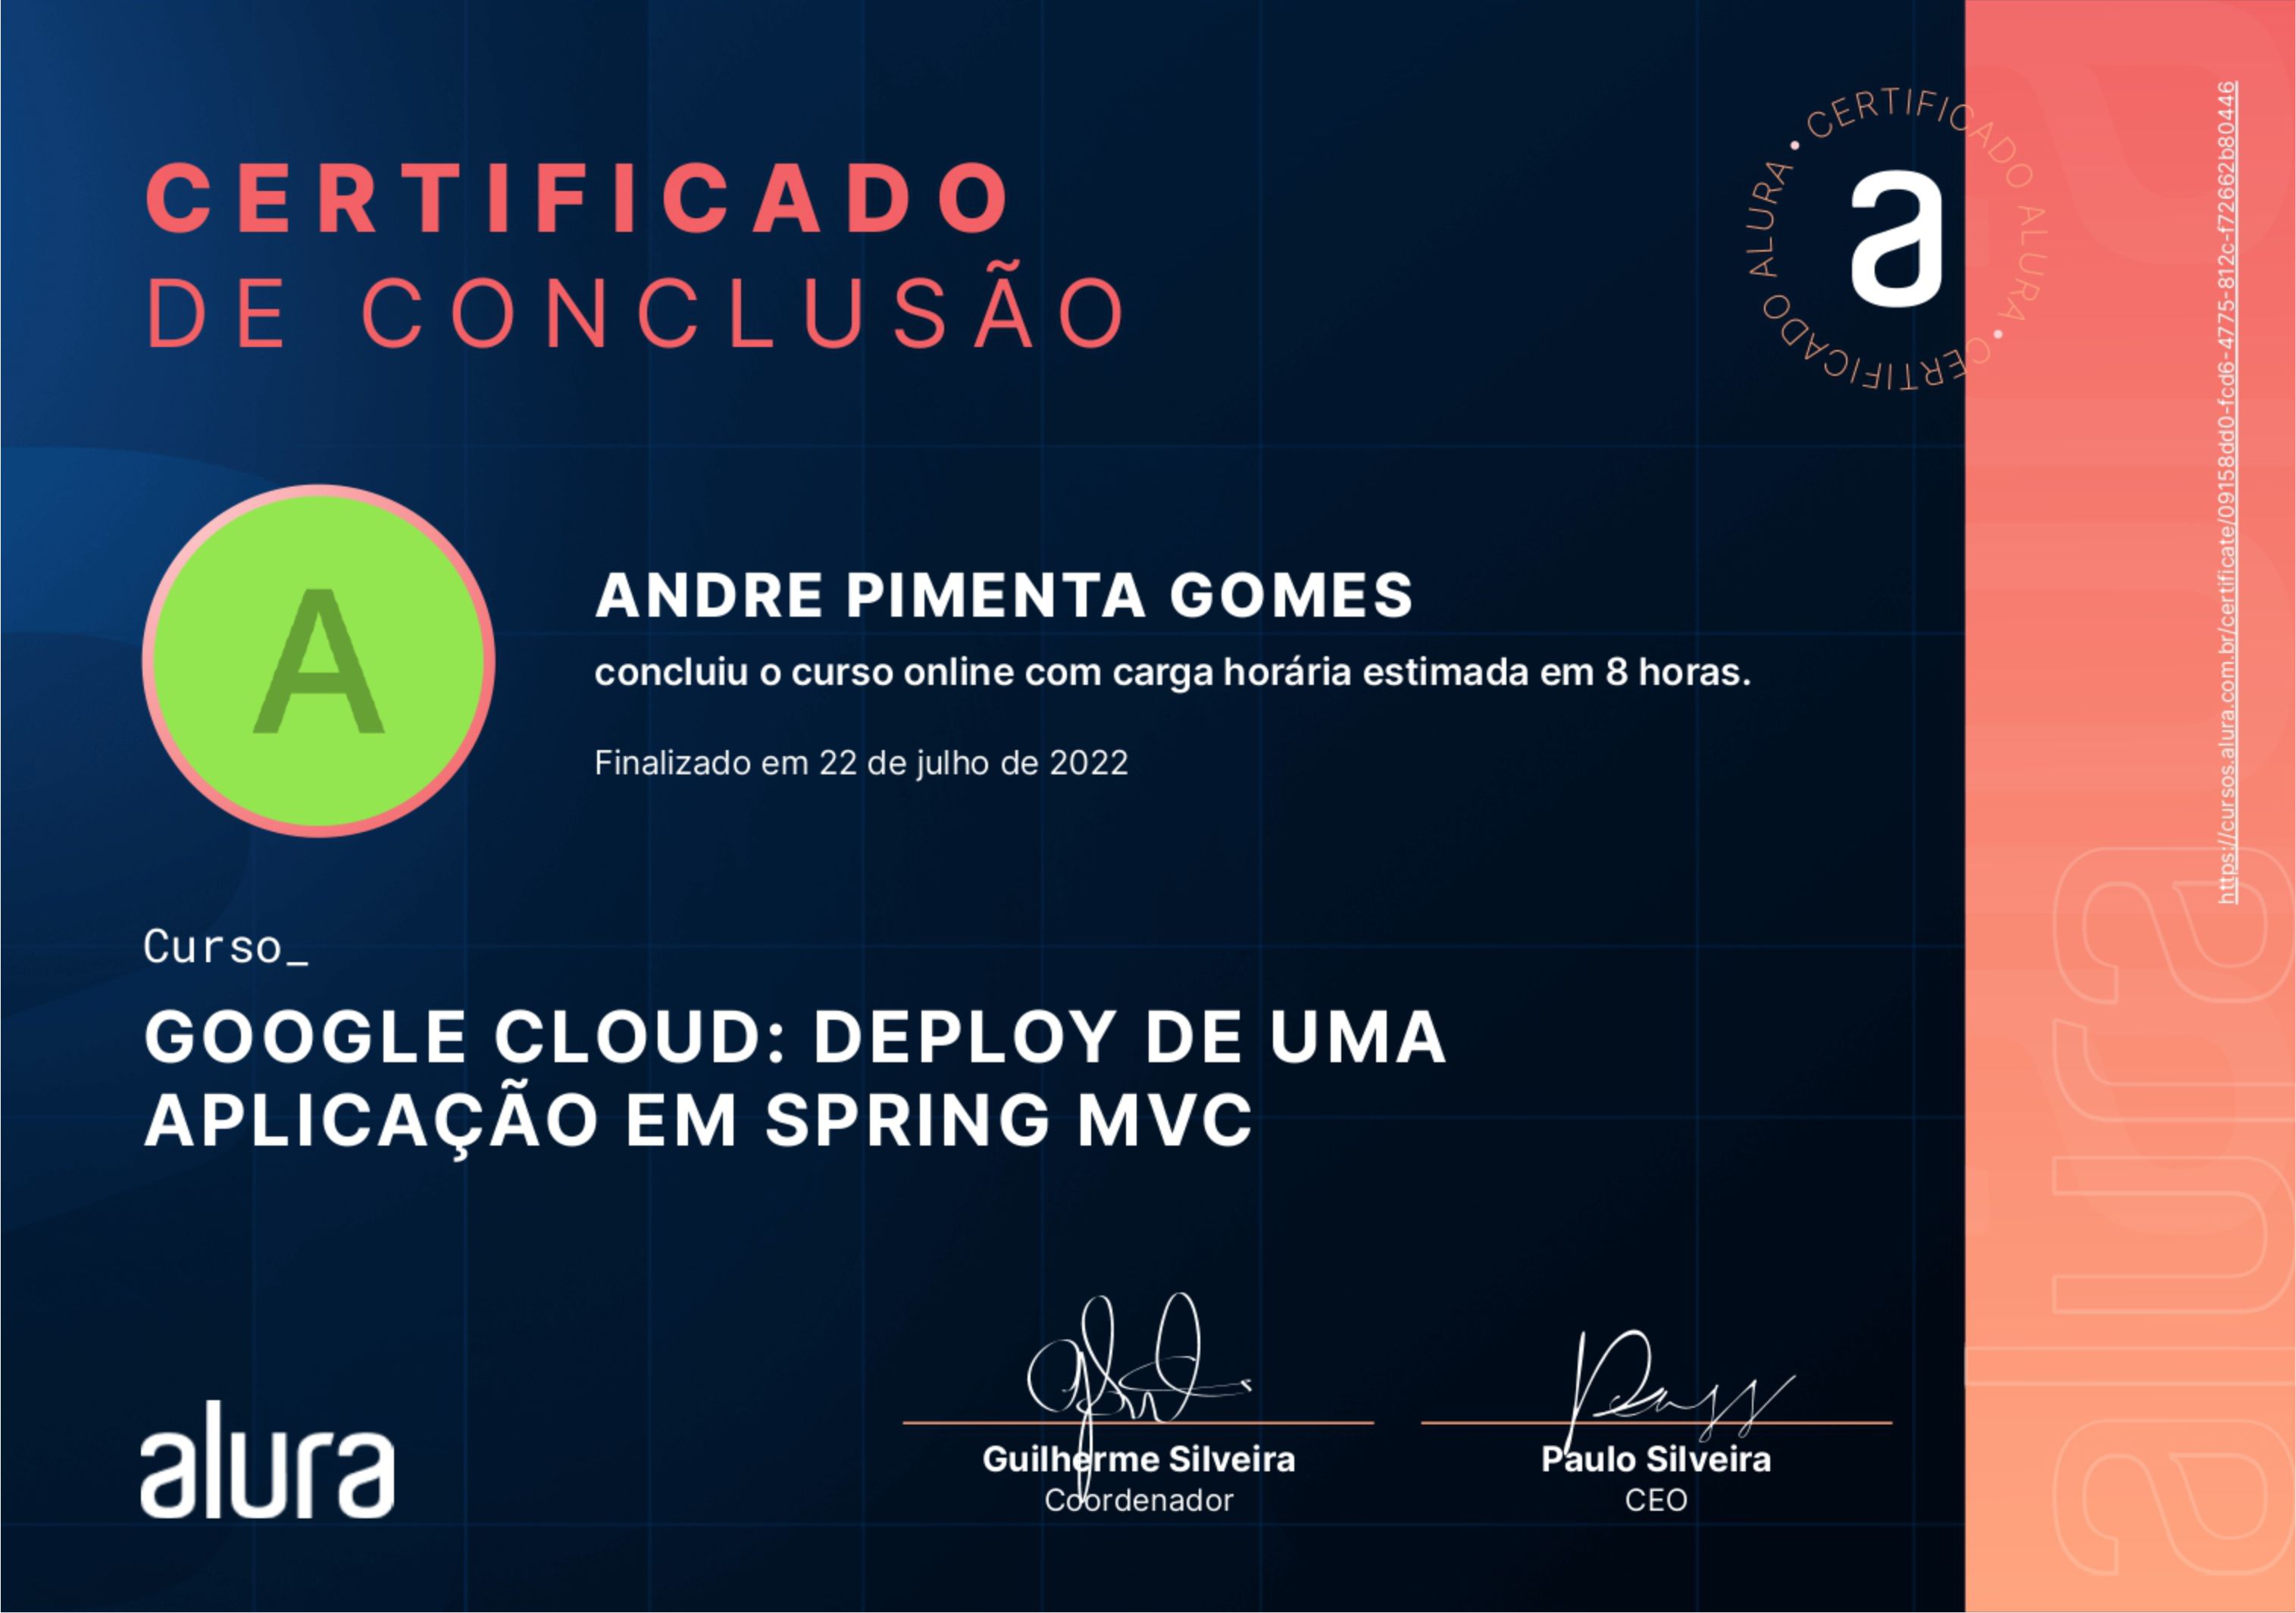 CERTIFICADO
DE CONCLUSÃO
• CERTIFICADO ALURA • CERTIFICADO ALURA
a
https://cursos.alura.com.br/certificate/09158dd0-fcd6-4775-812c-f72662b80446
A
ANDRE PIMENTA GOMES
concluiu o curso online com carga horária estimada em 8 horas.
Finalizado em 22 de julho de 2022
Curso_
GOOGLE CLOUD: DEPLOY DE UMA
APLICAÇÃO EM SPRING MVC
alura
Guilherme Silveira
Coordenador
Paulo Silveira
CEO
alura